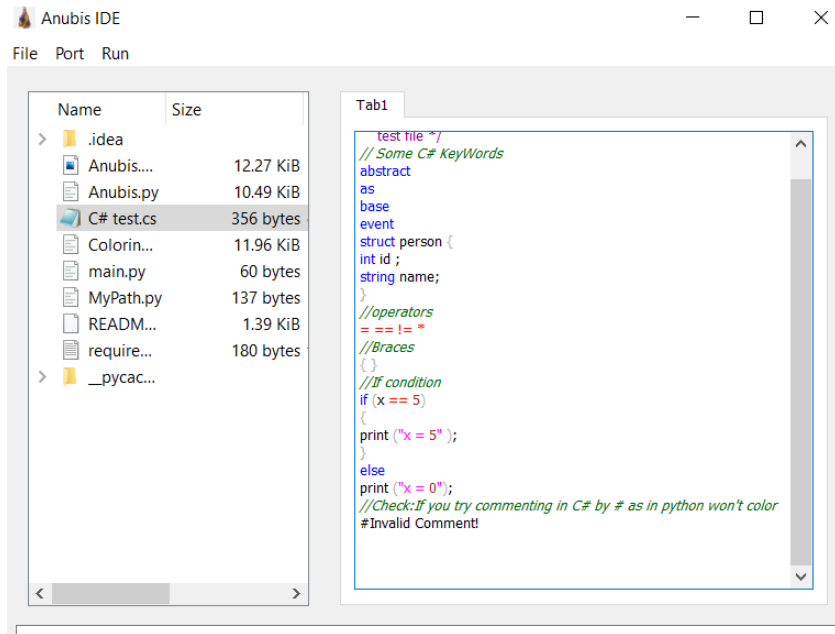 Anubis IDE
File Port Run
Name Size
.idea
Anubis.... 12.27 KiB
Anubis.py 10.49 KiB
C# test.cs 356 bytes
Colorin... 11.96 KiB
main.py 60 bytes
MyPath.py 137 bytes
READM... 1.39 KiB
require... 180 bytes
__pycac...
Tab1
test file */
// Some C# KeyWords
abstract
as
base
event
struct person {
int id ;
string name;
}
//operators
= == != *
//Braces
{ }
//If condition
if (x == 5)
{
print ("x = 5" );
}
else
print ("x = 0");
//Check:If you try commenting in C# by # as in python won't color
#Invalid Comment!